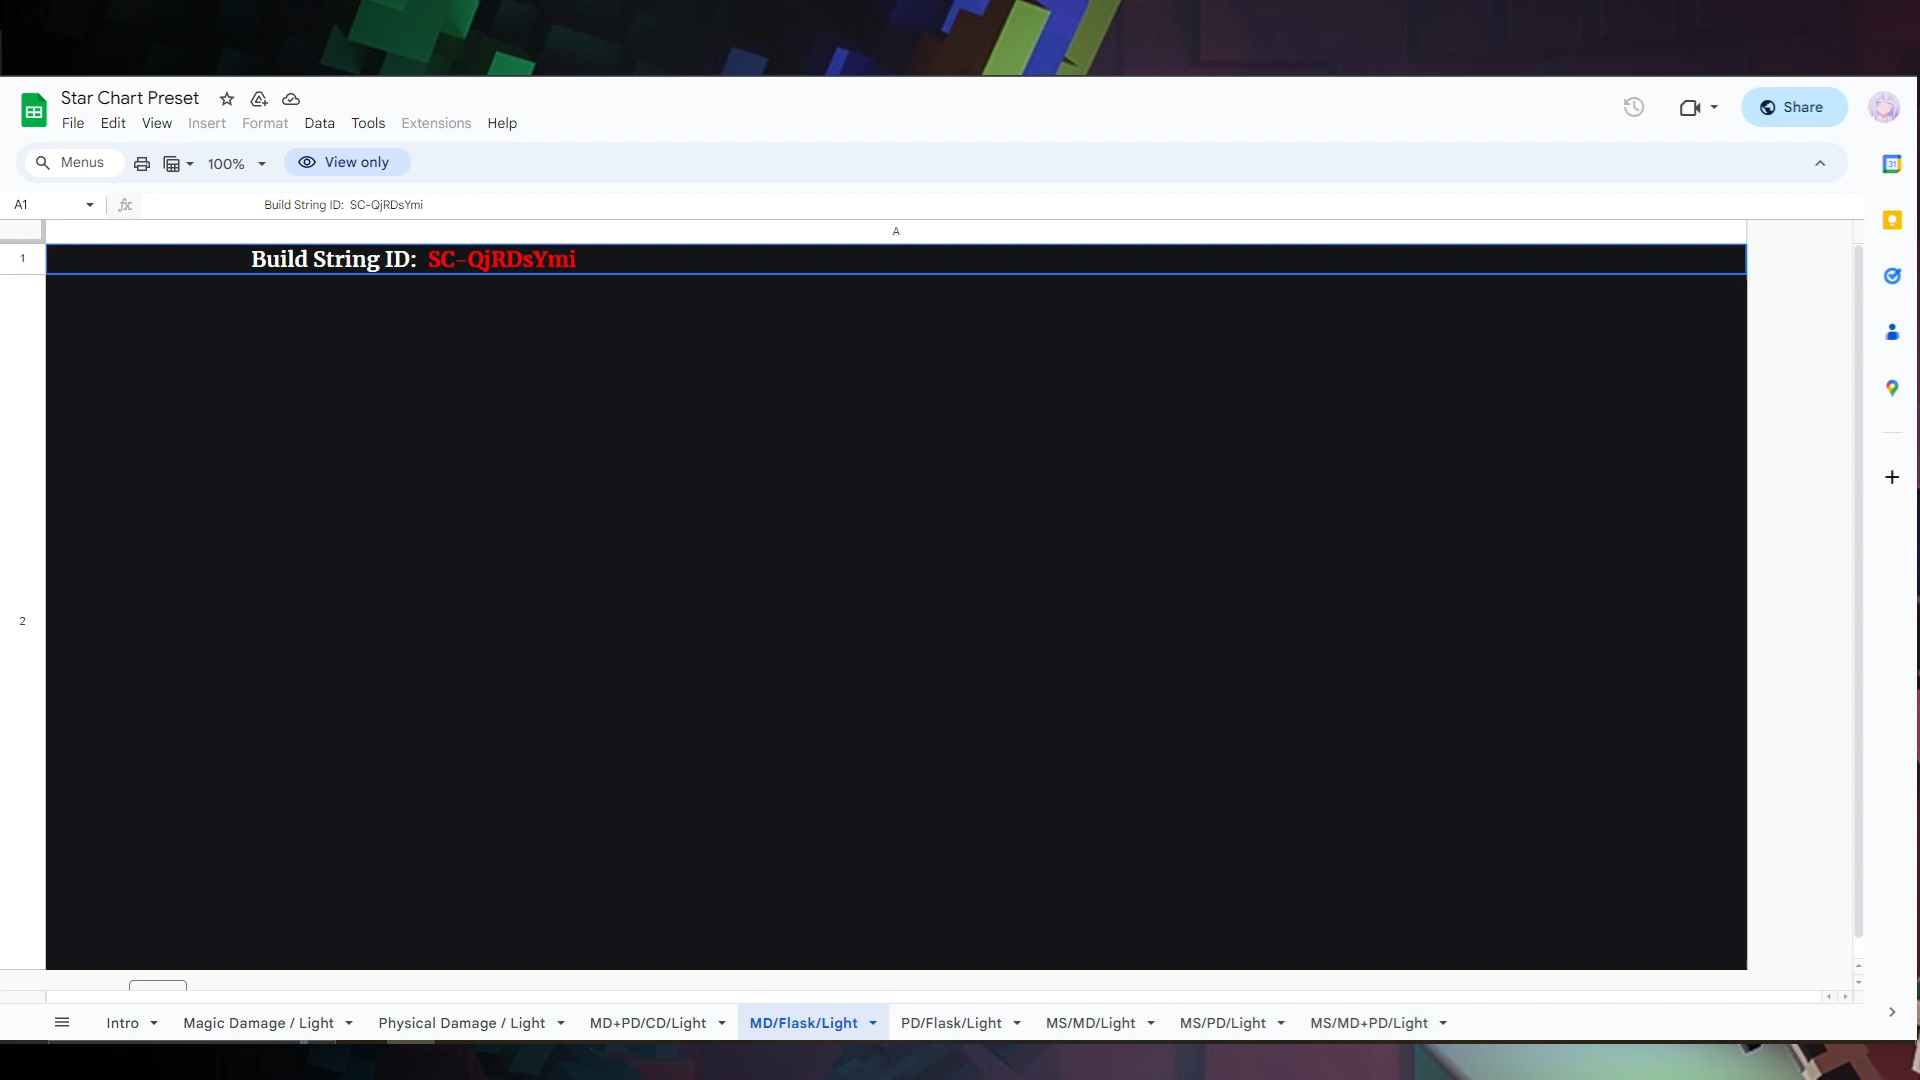 Star Chart Preset
File Edit View Insert Format Data Tools Extensions Help
Share
Menus 100% View only
31
A1 fx Build String ID: SC-QjRDsYmi
A
1 Build String ID: SC-QjRDsYmi
2
Intro Magic Damage / Light Physical Damage / Light MD+PD/CD/Light MD/Flask/Light PD/Flask/Light MS/MD/Light MS/PD/Light MS/MD+PD/Light